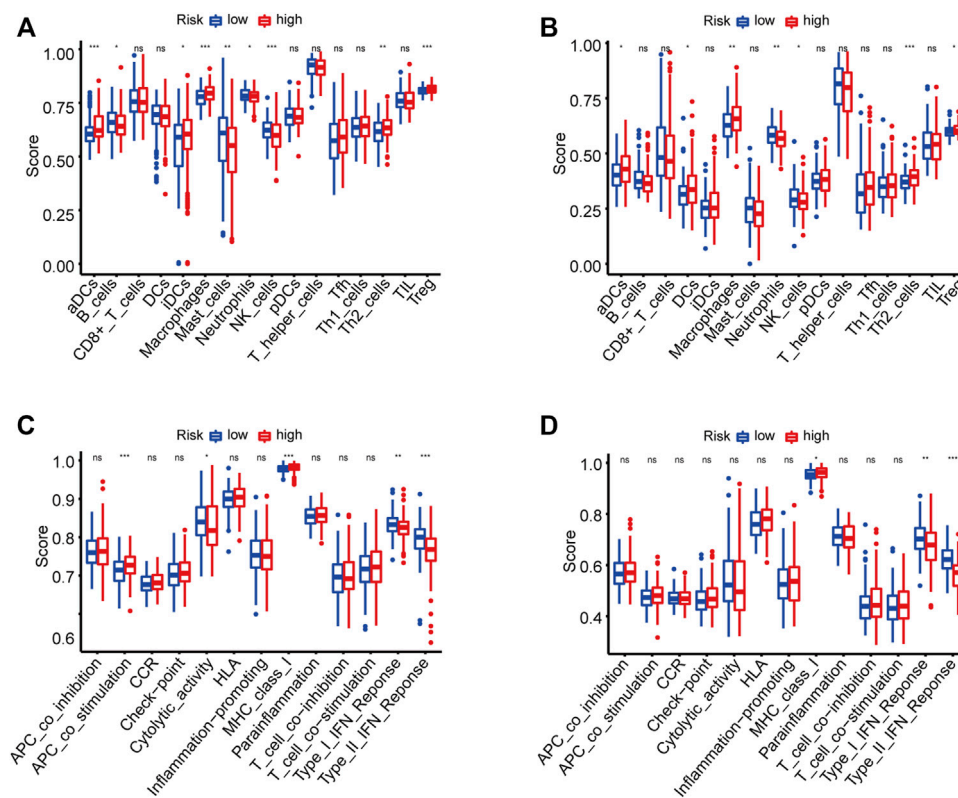 A
Risk low high
*** * ns ns * *** ** *** * *** ns ns ns ns ** ns ***
Score
1.00
0.75
0.50
0.25
0.00
aDCs
B_cells
CD8+_T_cells
DCs
iDCs
Macrophages
Mast_cells
Neutrophils
NK_cells
pDCs
T_helper_cells
Tfh
Th1_cells
Th2_cells
TIL
Treg
B
Risk low high
* ns ns * ns ** ns ** * ns ns ns ns *** ns *
Score
1.00
0.75
0.50
0.25
0.00
aDCs
B_cells
CD8+_T_cells
DCs
iDCs
Macrophages
Mast_cells
Neutrophils
NK_cells
pDCs
T_helper_cells
Tfh
Th1_cells
Th2_cells
TIL
Treg
C
Risk low high
ns *** ns ns * ns ns *** ns ns ns ** ***
Score
1.0
0.9
0.8
0.7
0.6
APC_co_inhibition
APC_co_stimulation
CCR
Check-point
Cytolytic_activity
HLA
Inflammation-promoting
MHC_class_I
Parainflammation
T_cell_co-inhibition
T_cell_co-stimulation
Type_I_IFN_Reponse
Type_II_IFN_Reponse
D
Risk low high
ns ns ns ns ns ns ns * ns ns ns ** ***
Score
1.0
0.8
0.6
0.4
APC_co_inhibition
APC_co_stimulation
CCR
Check-point
Cytolytic_activity
HLA
Inflammation-promoting
MHC_class_I
Parainflammation
T_cell_co-inhibition
T_cell_co-stimulation
Type_I_IFN_Reponse
Type_II_IFN_Reponse